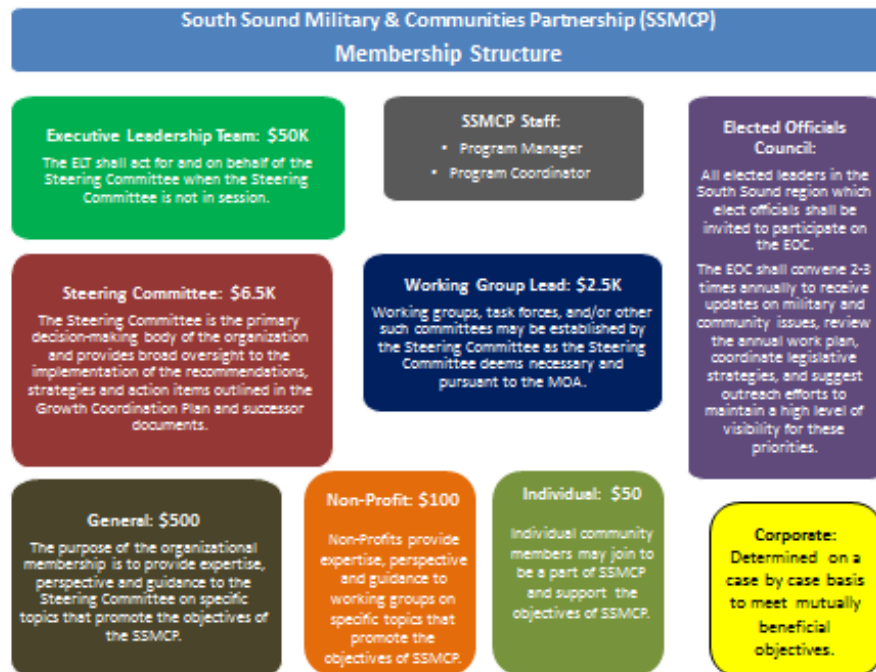 South Sound Military & Communities Partnership (SSMCP)
Membership Structure
Executive Leadership Team: $50K
The ELT shall act for and on behalf of the
Steering Committee when the Steering
Committee is not in session.
SSMCP Staff:
• Program Manager
• Program Coordinator
Elected Officials
Council:
All elected leaders in the
South Sound region which
elect officials shall be
invited to participate on
the EOC.
The EOC shall convene 2-3
times annually to receive
updates on military and
community issues, review
the annual work plan,
coordinate legislative
strategies, and suggest
outreach efforts to
maintain a high level of
visibility for these
priorities.
Steering Committee: $6.5K
The Steering Committee is the primary
decision-making body of the organization
and provides broad oversight to the
implementation of the recommendations,
strategies and action items outlined in the
Growth Coordination Plan and successor
documents.
Working Group Lead: $2.5K
Working groups, task forces, and/or other
such committees may be established by
the Steering Committee as the Steering
Committee deems necessary and
pursuant to the MOA.
General: $500
The purpose of the organizational
membership is to provide expertise,
perspective and guidance to the
Steering Committee on specific
topics that promote the objectives of
the SSMCP.
Non-Profit: $100
Non-Profits provide
expertise, perspective
and guidance to
working groups on
specific topics that
promote the
objectives of SSMCP.
Individual: $50
Individual community
members may join to
be a part of SSMCP
and support the
objectives of SSMCP.
Corporate:
Determined on a
case by case basis
to meet mutually
beneficial
objectives.